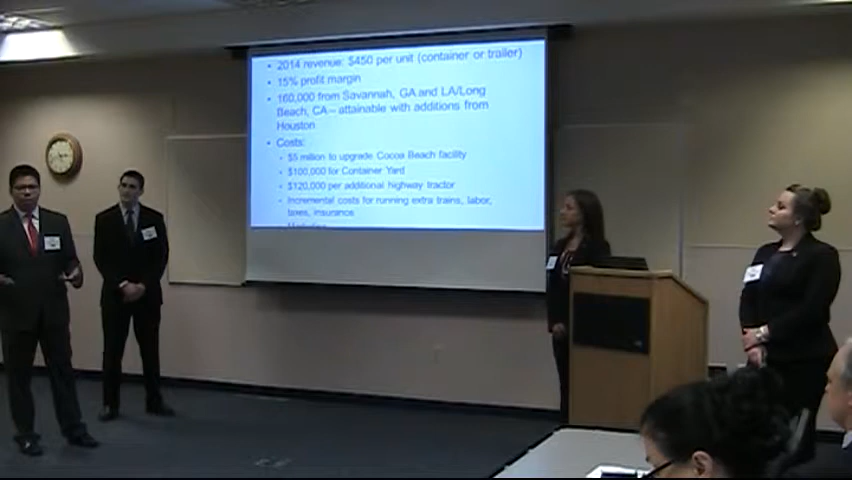 • 2014 revenue: $450 per unit (container or trailer)
• 15% profit margin
• 160,000 from Savannah, GA and LA/Long
Beach, CA – attainable with additions from
Houston
• Costs:
• $5 million to upgrade Cocoa Beach facility
• $100,000 for Container Yard
• $120,000 per additional highway tractor
• Incremental costs for running extra trains, labor,
taxes, insurance